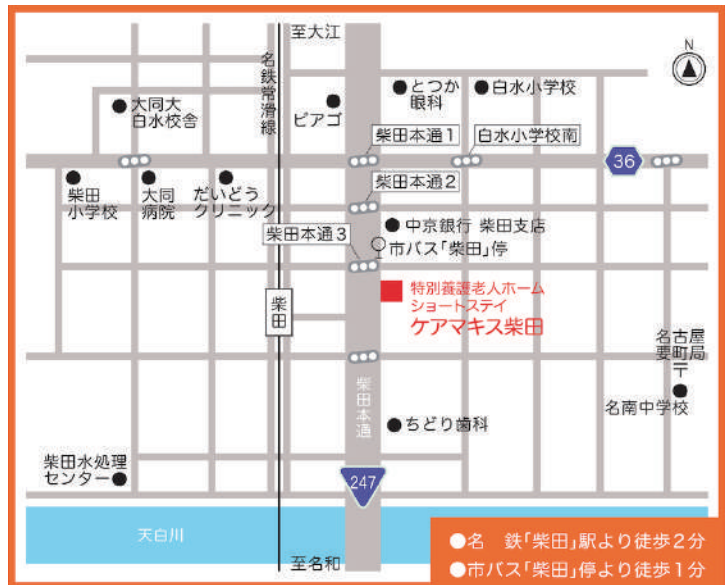 至大江
N
名鉄常滑線
大同大
白水校舎
ピアゴ
とつか
眼科
白水小学校
柴田本通1
白水小学校南
36
柴田
小学校
大同
病院
だいどう
クリニック
柴田本通2
中京銀行 柴田支店
柴田本通3
市バス「柴田」停
柴田
特別養護老人ホーム
ショートステイ
ケアマキス柴田
名古屋
要町局
〒
名南中学校
柴田本通
ちどり歯科
柴田水処理
センター
247
天白川
至名和
●名 鉄「柴田」駅より徒歩2分
●市バス「柴田」停より徒歩1分